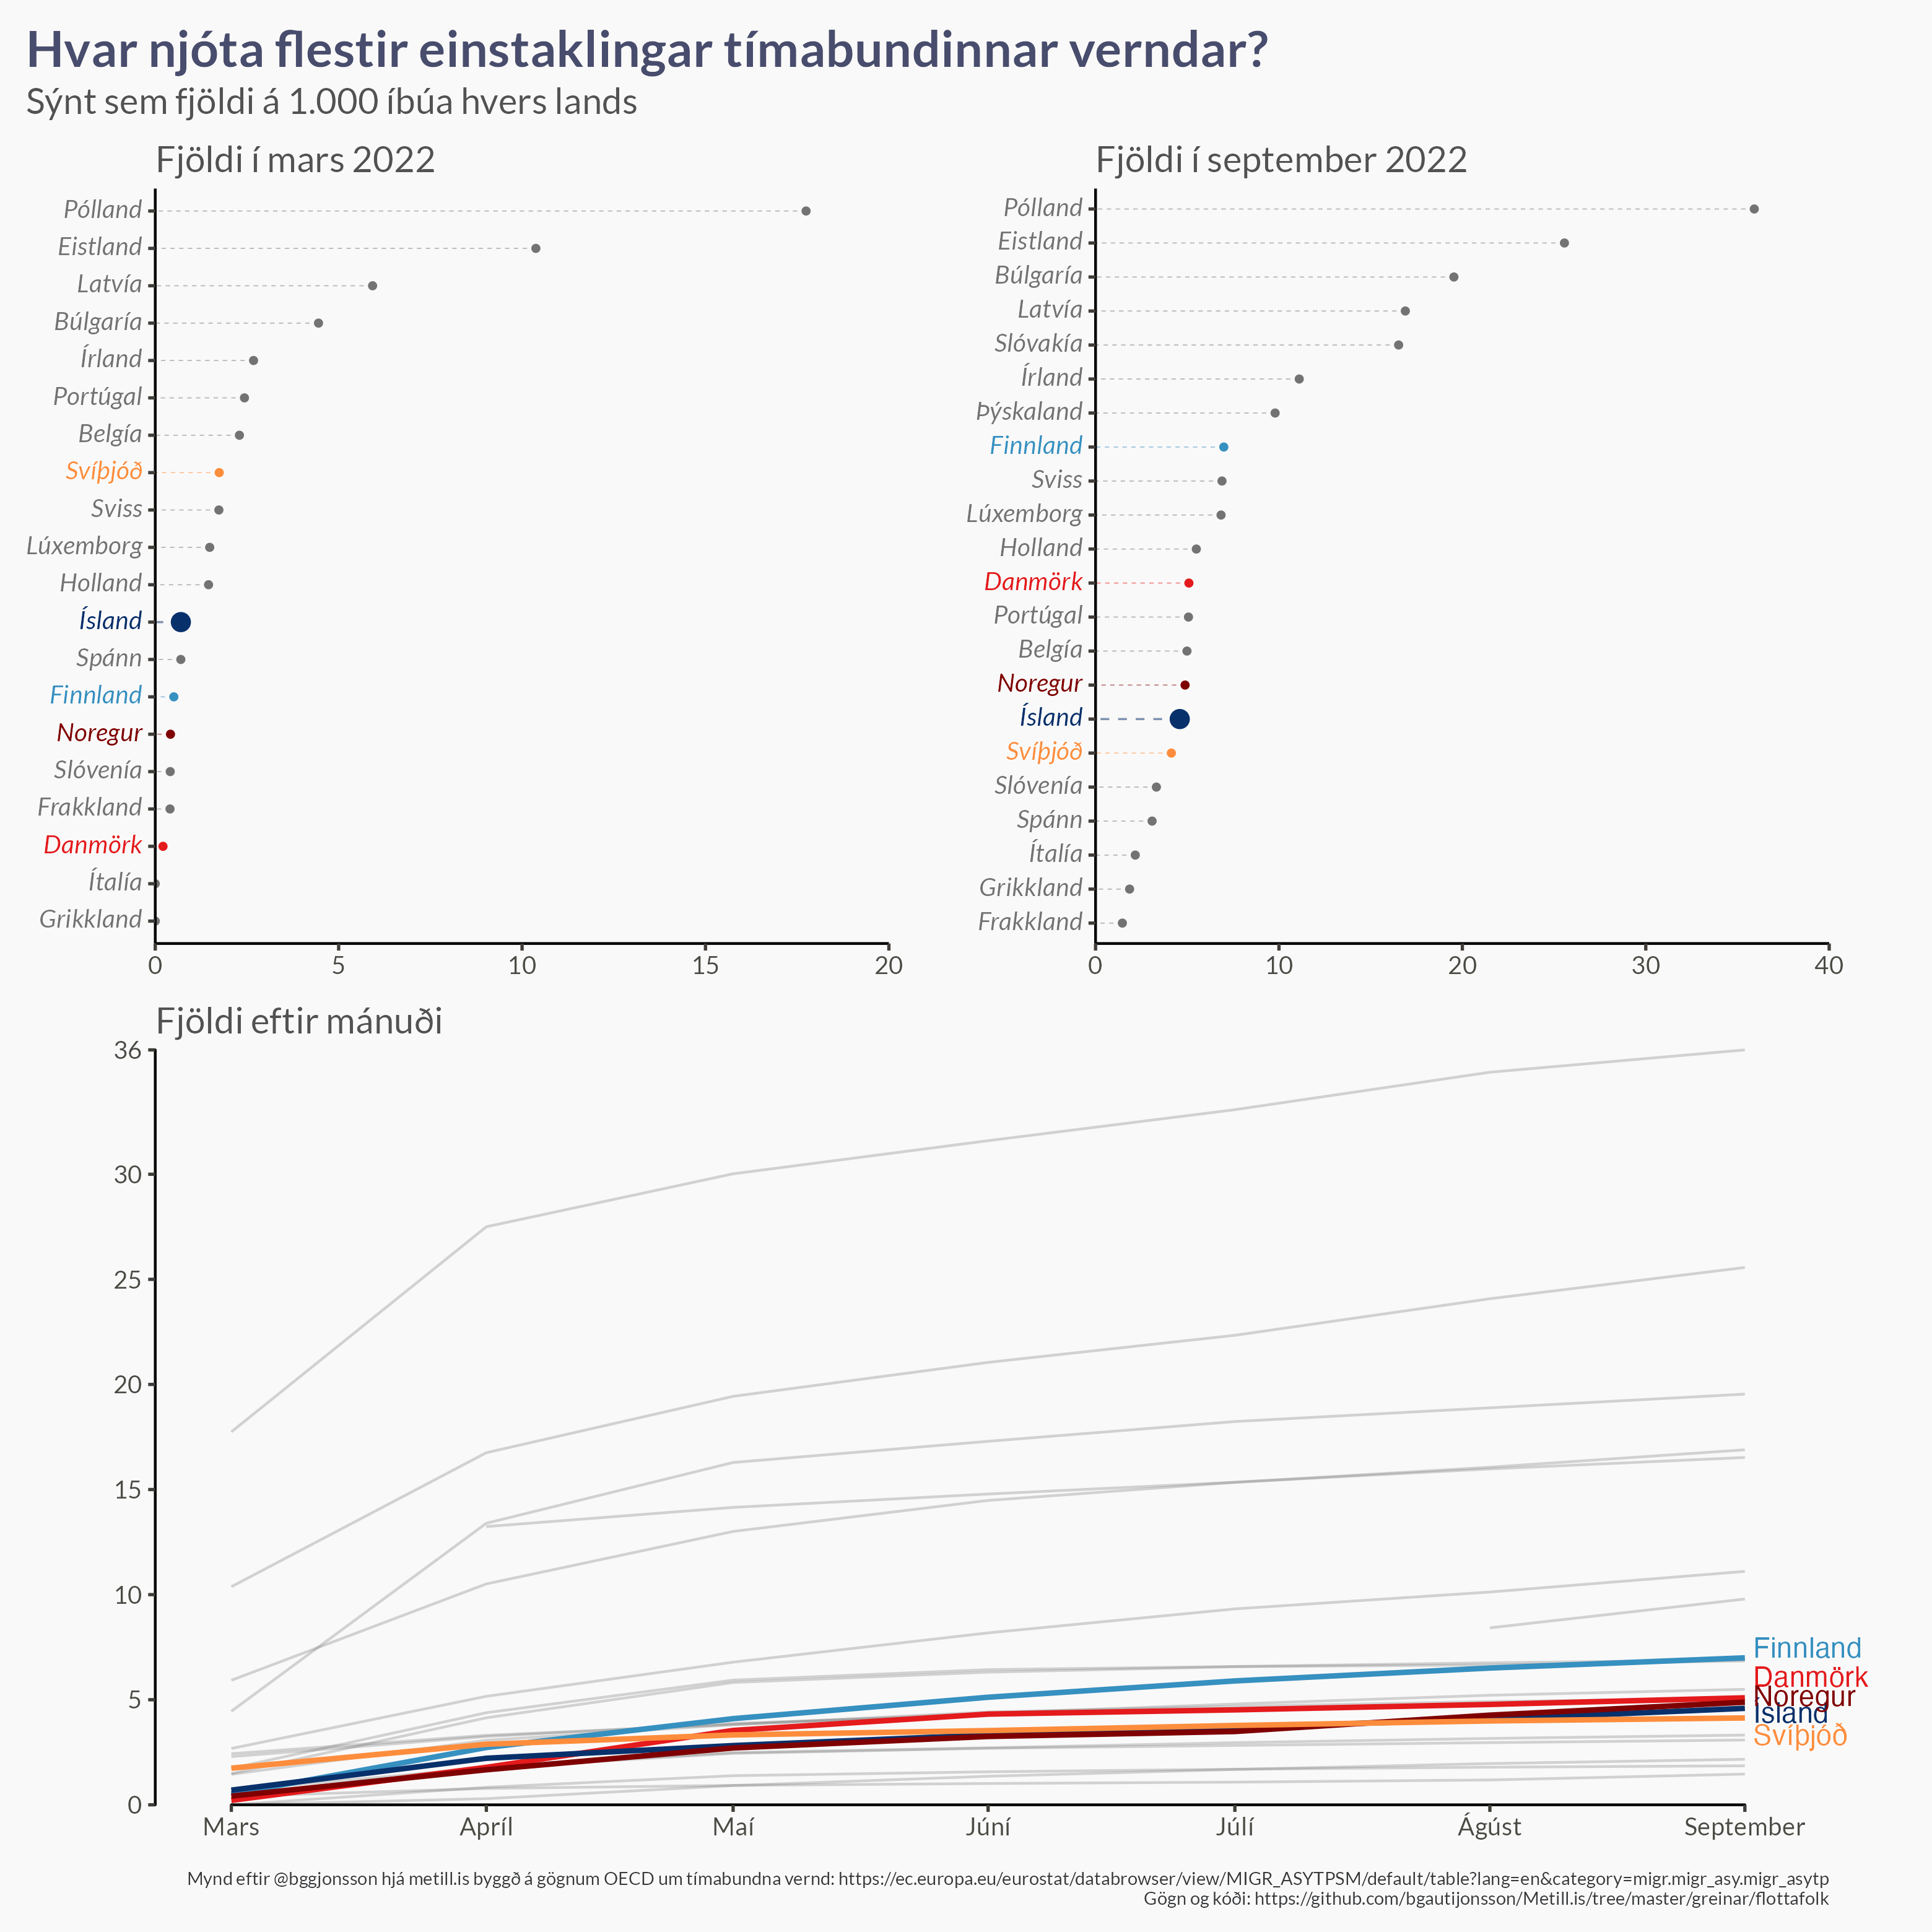 Hvar njóta flestir einstaklingar tímabundinnar verndar?
Sýnt sem fjöldi á 1.000 íbúa hvers lands
Fjöldi í mars 2022
Pólland
Eistland
Latvía
Búlgaría
Írland
Portúgal
Belgía
Svíþjóð
Sviss
Lúxemborg
Holland
Ísland
Spánn
Finnland
Noregur
Slóvenía
Frakkland
Danmörk
Ítalía
Grikkland
0 5 10 15 20
Fjöldi í september 2022
Pólland
Eistland
Búlgaría
Latvía
Slóvakía
Írland
Þýskaland
Finnland
Sviss
Lúxemborg
Holland
Danmörk
Portúgal
Belgía
Noregur
Ísland
Svíþjóð
Slóvenía
Spánn
Ítalía
Grikkland
Frakkland
0 10 20 30 40
Fjöldi eftir mánuði
36
30
25
20
15
10
5
0
Finnland
Danmörk
Noregur
Ísland
Svíþjóð
Mars Apríl Maí Júní Júlí Ágúst September
Mynd eftir @bggjonsson hjá metill.is byggð á gögnum OECD um tímabundna vernd: https://ec.europa.eu/eurostat/databrowser/view/MIGR_ASYTPSM/default/table?lang=en&category=migr.migr_asy.migr_asytp
Gögn og kóði: https://github.com/bgautijonsson/Metill.is/tree/master/greinar/flottafolk